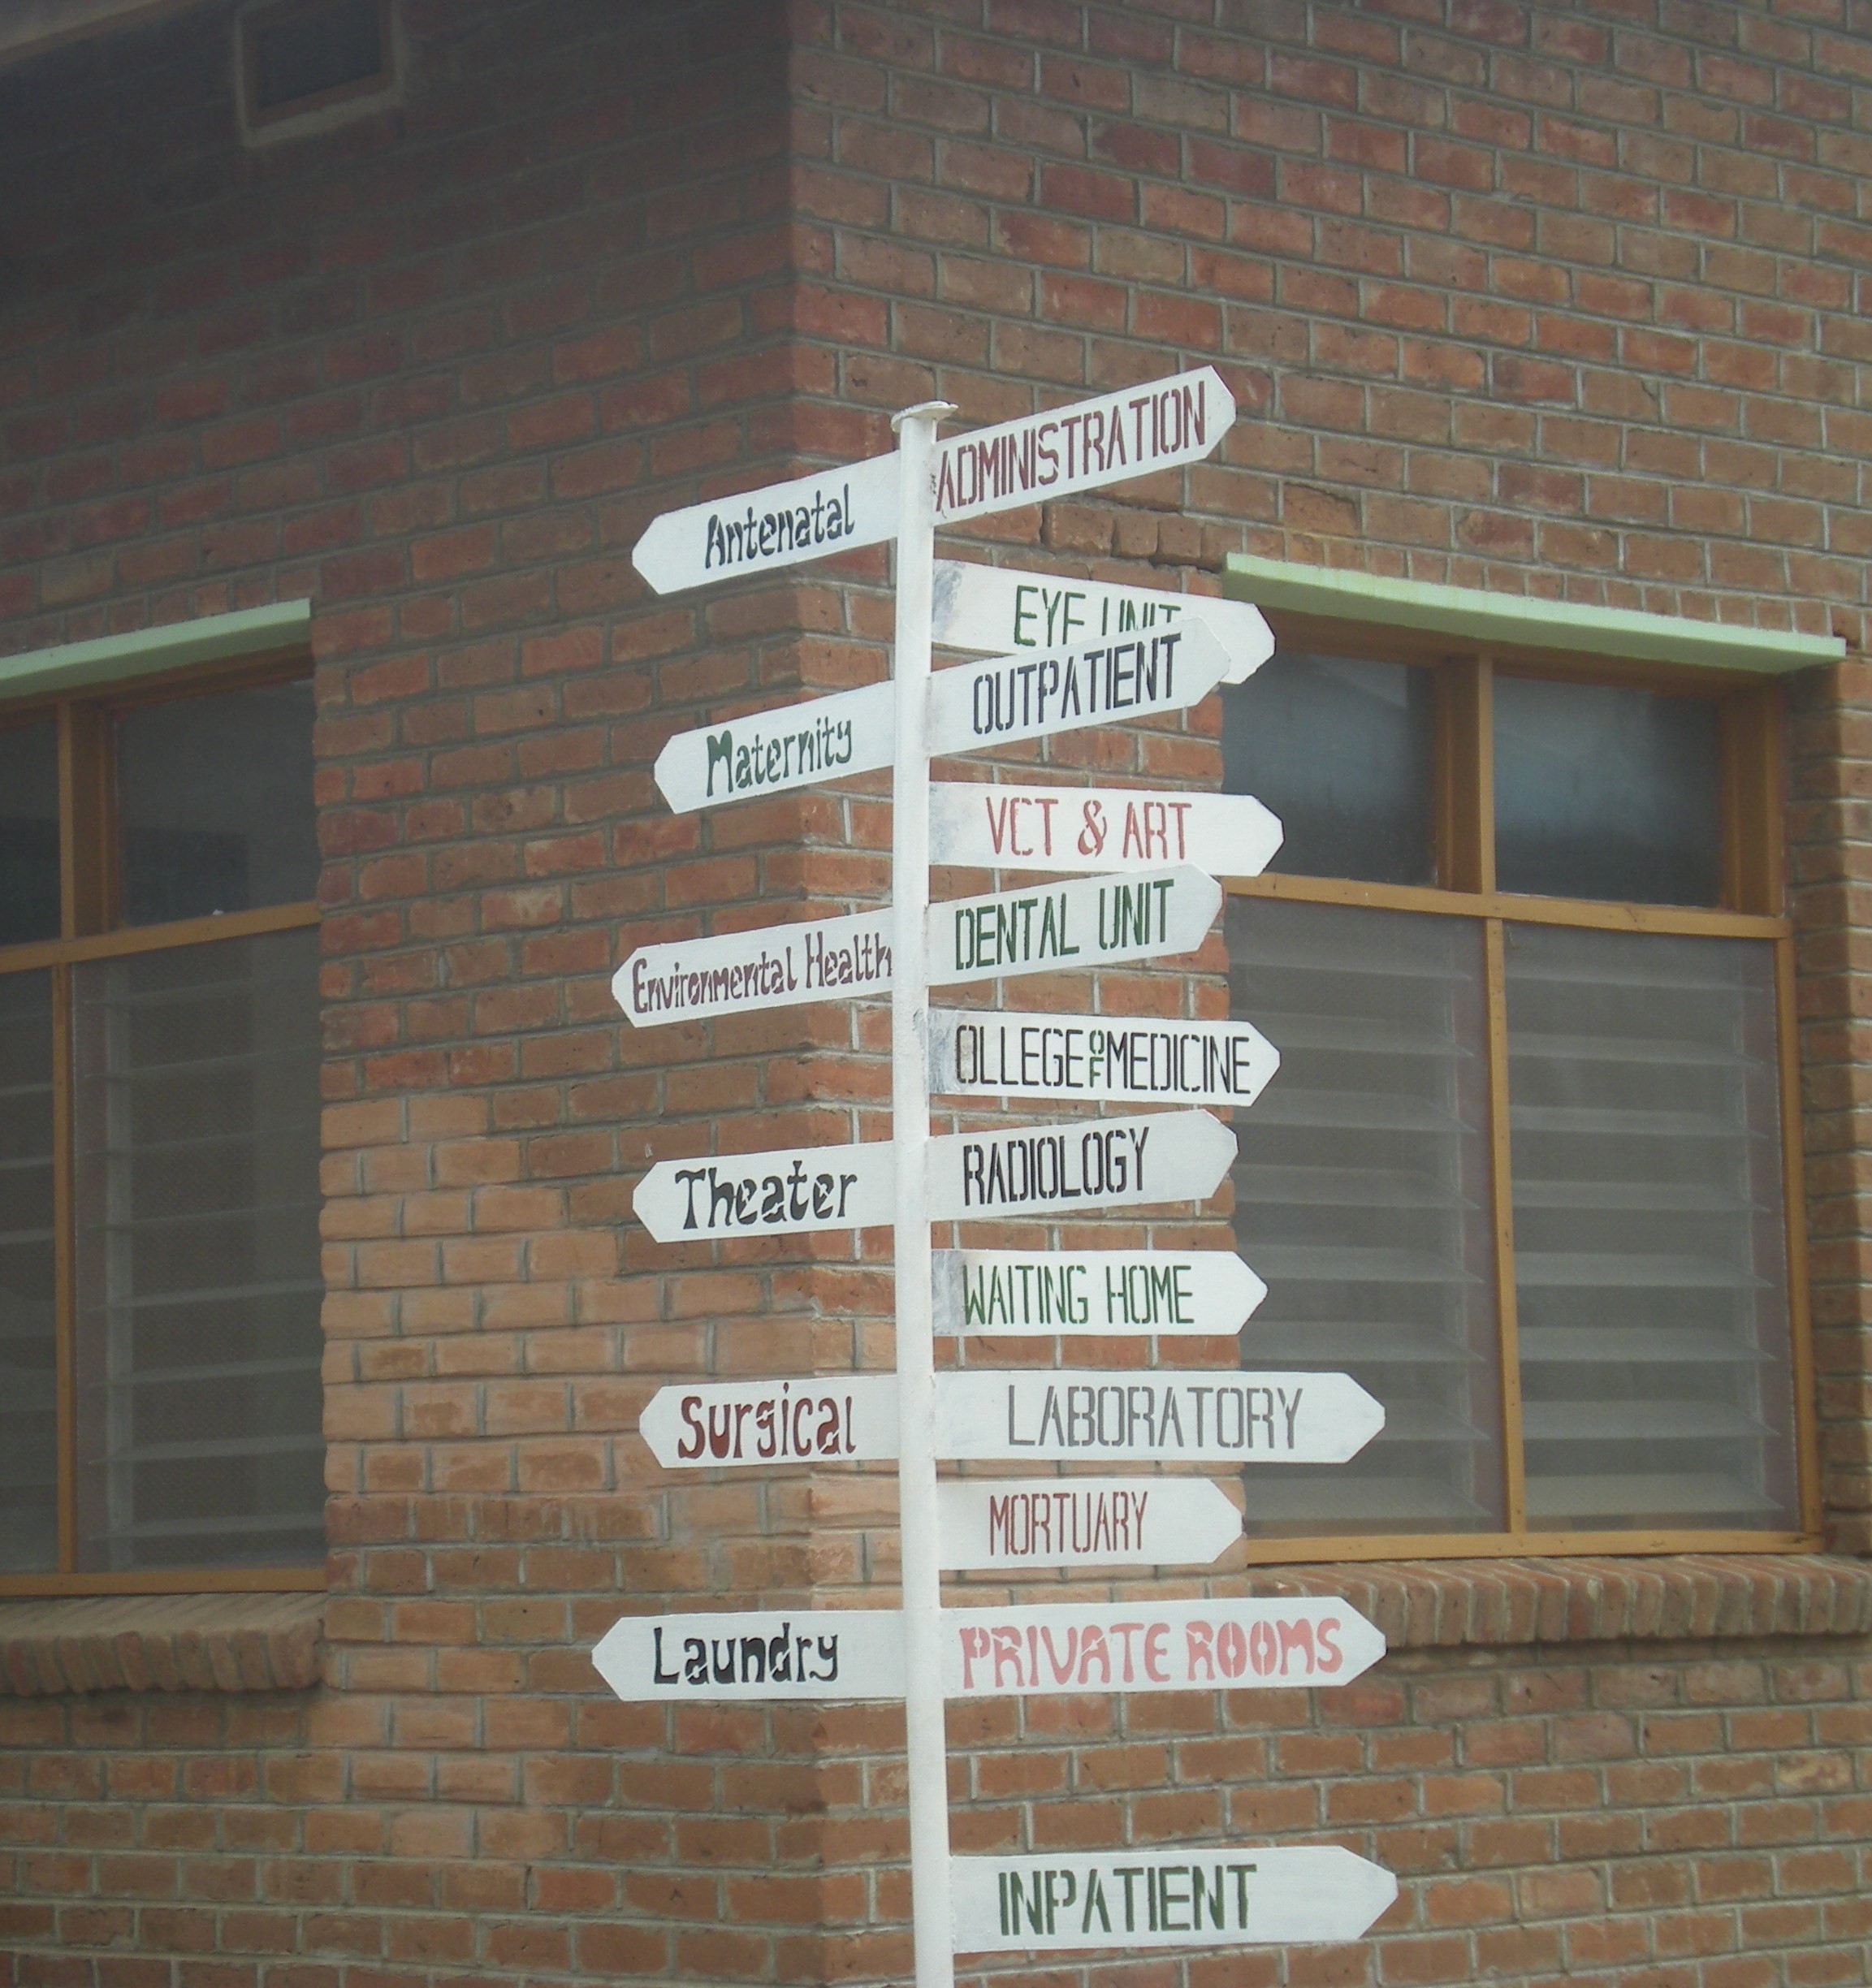 ADMINISTRATION
Antenatal
EYE UNIT
OUTPATIENT
Maternity
VCT & ART
DENTAL UNIT
Environmental Health
OLLEGE OF MEDICINE
RADIOLOGY
Theater
WAITING HOME
Surgical
LABORATORY
MORTUARY
Laundry
PRIVATE ROOMS
INPATIENT